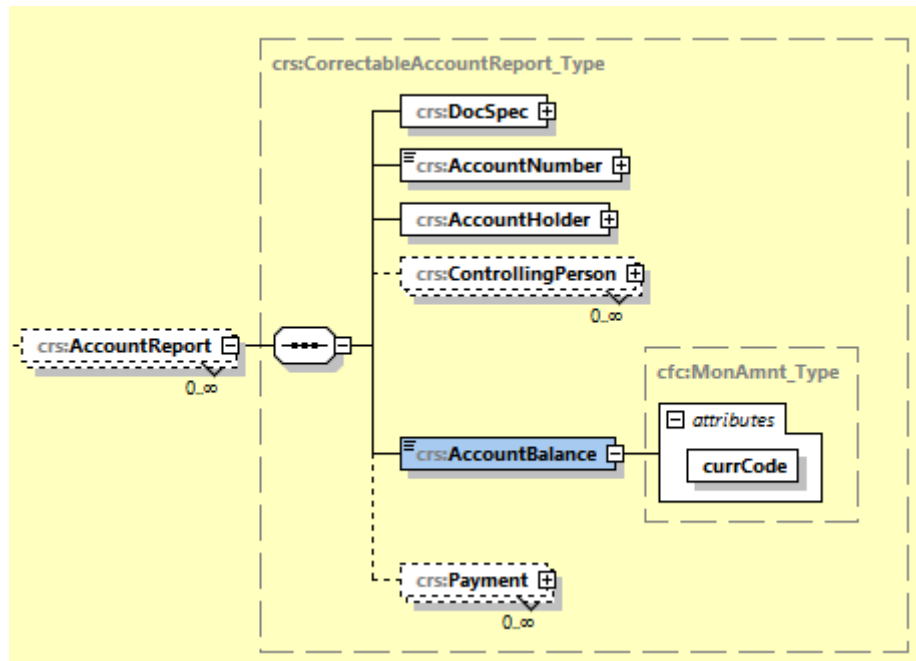 crs:CorrectableAccountReport_Type
crs:DocSpec
crs:AccountNumber
crs:AccountHolder
crs:ControllingPerson
0..∞
crs:AccountReport
0..∞
cfc:MonAmnt_Type
attributes
crs:AccountBalance
currCode
crs:Payment
0..∞